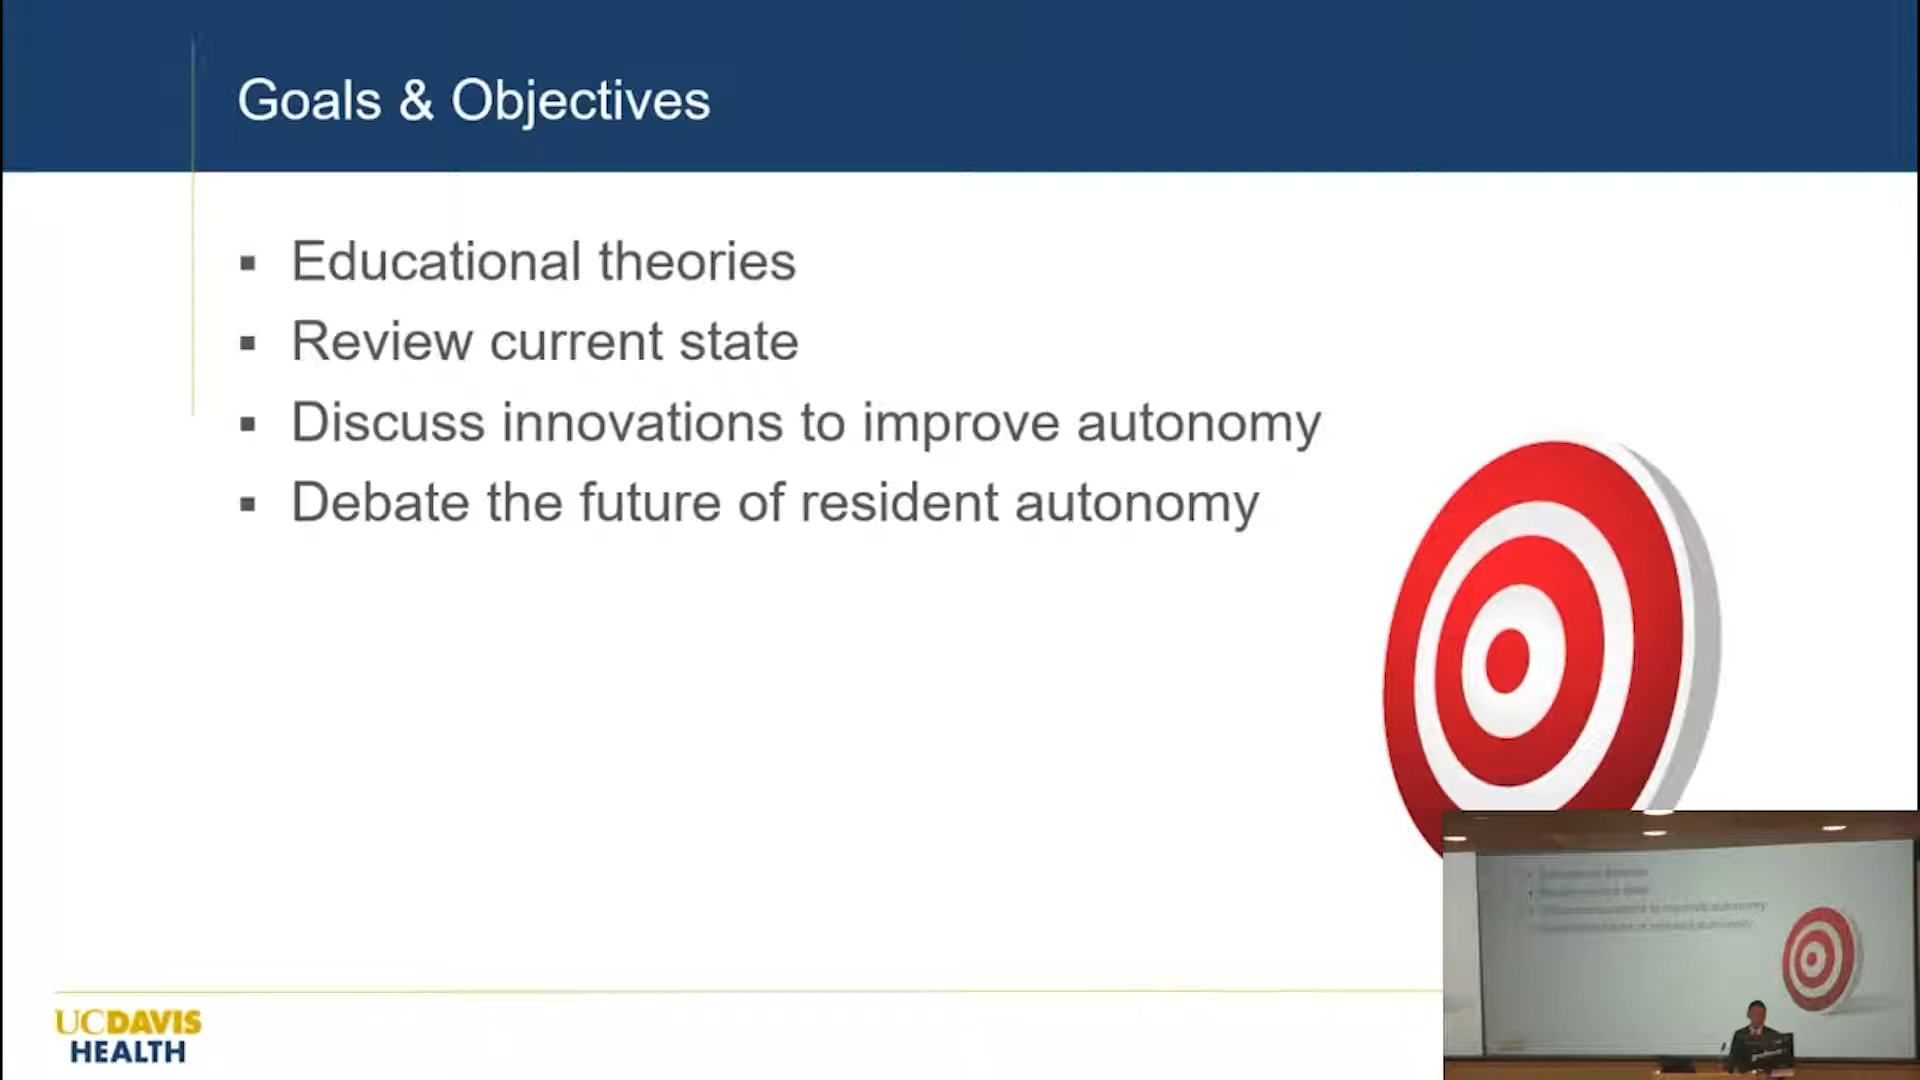 Goals & Objectives
▪ Educational theories
▪ Review current state
▪ Discuss innovations to improve autonomy
▪ Debate the future of resident autonomy
UCDAVIS
HEALTH